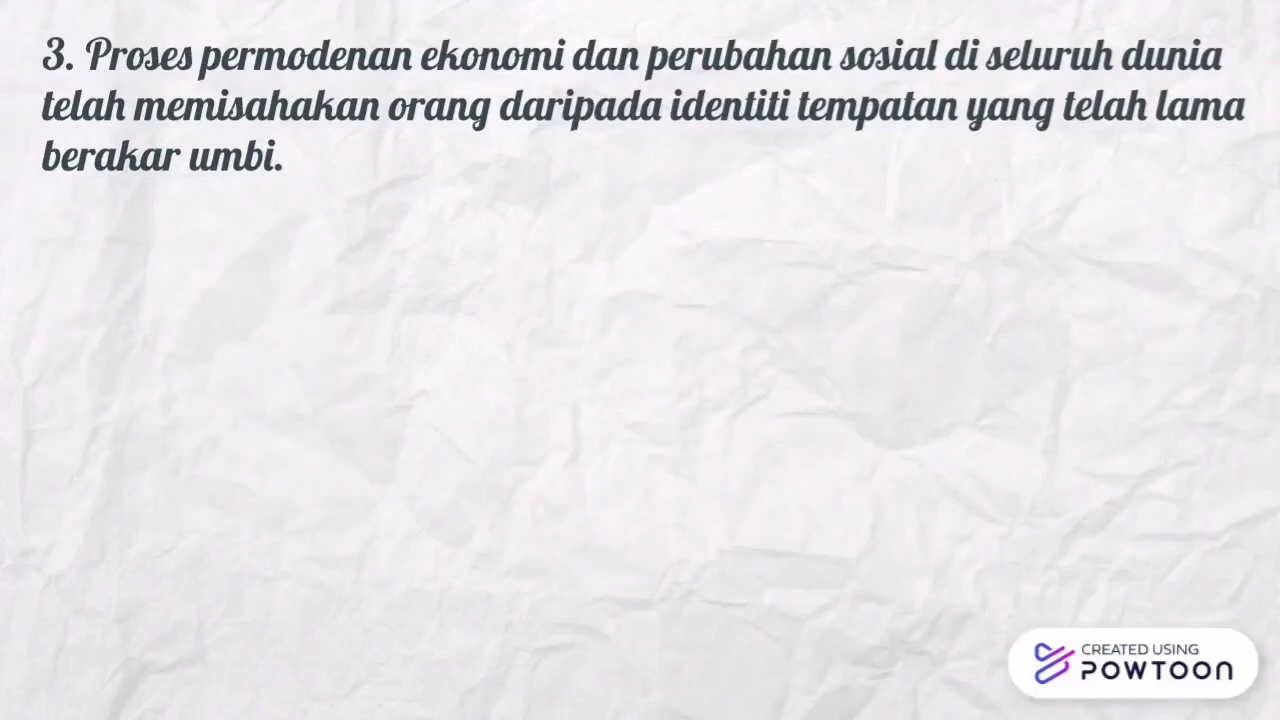 3. Proses permodenan ekonomi dan perubahan sosial di seluruh dunia
telah memisahakan orang daripada identiti tempatan yang telah lama
berakar umbi.
CREATED USING
POWTOON